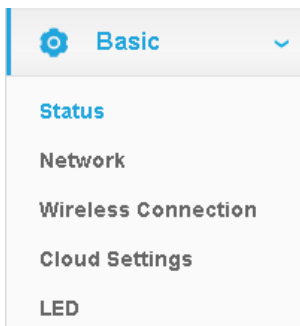 Basic
Status
Network
Wireless Connection
Cloud Settings
LED